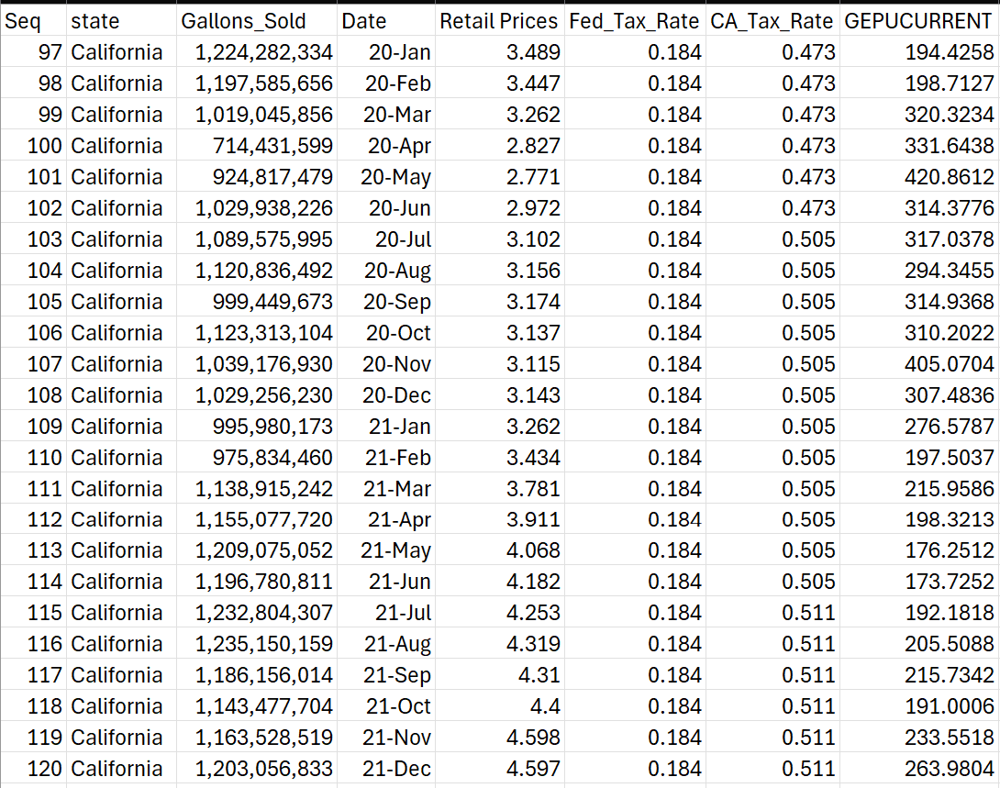 Seq state Gallons_Sold Date Retail Prices Fed_Tax_Rate CA_Tax_Rate GEPUCURRENT
97 California 1,224,282,334 20-Jan 3.489 0.184 0.473 194.4258
98 California 1,197,585,656 20-Feb 3.447 0.184 0.473 198.7127
99 California 1,019,045,856 20-Mar 3.262 0.184 0.473 320.3234
100 California 714,431,599 20-Apr 2.827 0.184 0.473 331.6438
101 California 924,817,479 20-May 2.771 0.184 0.473 420.8612
102 California 1,029,938,226 20-Jun 2.972 0.184 0.473 314.3776
103 California 1,089,575,995 20-Jul 3.102 0.184 0.505 317.0378
104 California 1,120,836,492 20-Aug 3.156 0.184 0.505 294.3455
105 California 999,449,673 20-Sep 3.174 0.184 0.505 314.9368
106 California 1,123,313,104 20-Oct 3.137 0.184 0.505 310.2022
107 California 1,039,176,930 20-Nov 3.115 0.184 0.505 405.0704
108 California 1,029,256,230 20-Dec 3.143 0.184 0.505 307.4836
109 California 995,980,173 21-Jan 3.262 0.184 0.505 276.5787
110 California 975,834,460 21-Feb 3.434 0.184 0.505 197.5037
111 California 1,138,915,242 21-Mar 3.781 0.184 0.505 215.9586
112 California 1,155,077,720 21-Apr 3.911 0.184 0.505 198.3213
113 California 1,209,075,052 21-May 4.068 0.184 0.505 176.2512
114 California 1,196,780,811 21-Jun 4.182 0.184 0.505 173.7252
115 California 1,232,804,307 21-Jul 4.253 0.184 0.511 192.1818
116 California 1,235,150,159 21-Aug 4.319 0.184 0.511 205.5088
117 California 1,186,156,014 21-Sep 4.31 0.184 0.511 215.7342
118 California 1,143,477,704 21-Oct 4.4 0.184 0.511 191.0006
119 California 1,163,528,519 21-Nov 4.598 0.184 0.511 233.5518
120 California 1,203,056,833 21-Dec 4.597 0.184 0.511 263.9804